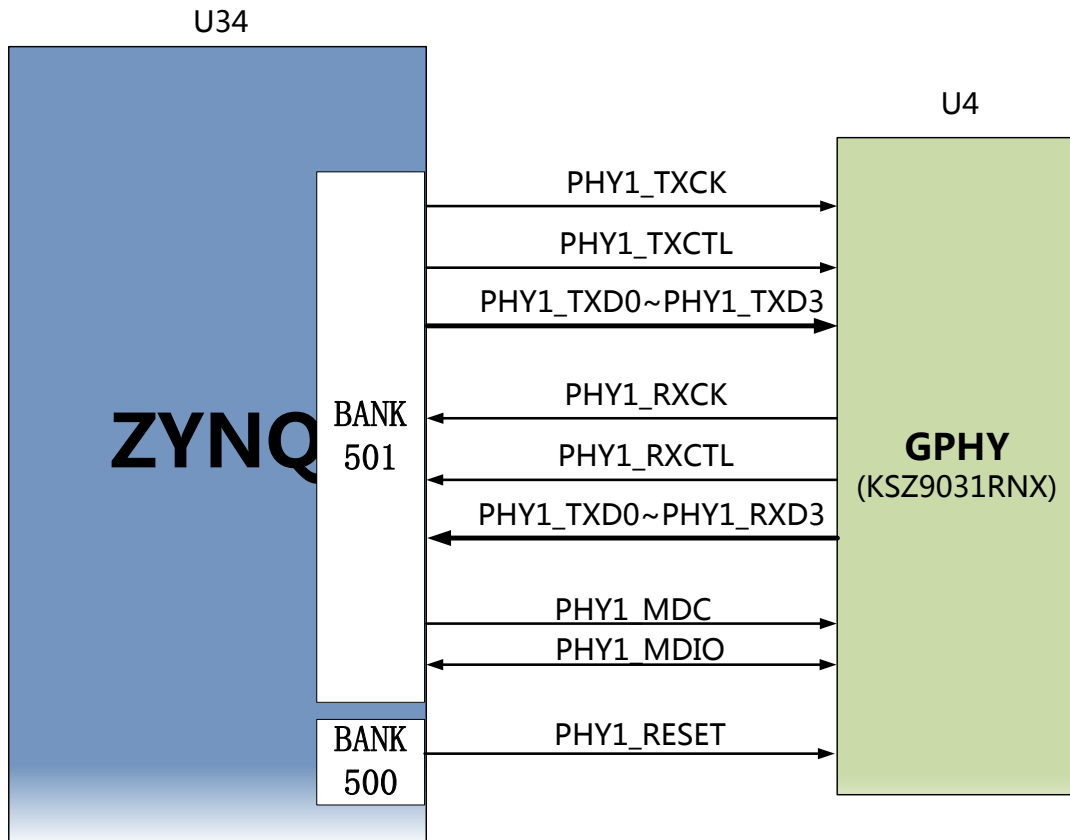 U34
U4
PHY1_TXCK
PHY1_TXCTL
PHY1_TXD0~PHY1_TXD3
PHY1_RXCK
PHY1_RXCTL
PHY1_TXD0~PHY1_RXD3
PHY1_MDC
PHY1_MDIO
PHY1_RESET
ZYNQ
BANK
501
BANK
500
GPHY
(KSZ9031RNX)